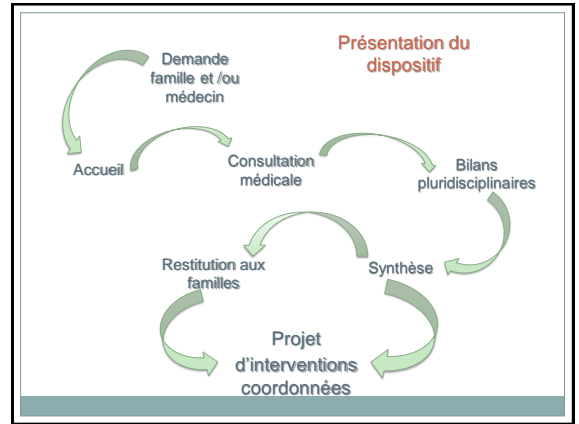 Présentation du
dispositif
Demande
famille et /ou
médecin
Accueil
Consultation
médicale
Bilans
pluridisciplinaires
Restitution aux
familles
Synthèse
Projet
d'interventions
coordonnées